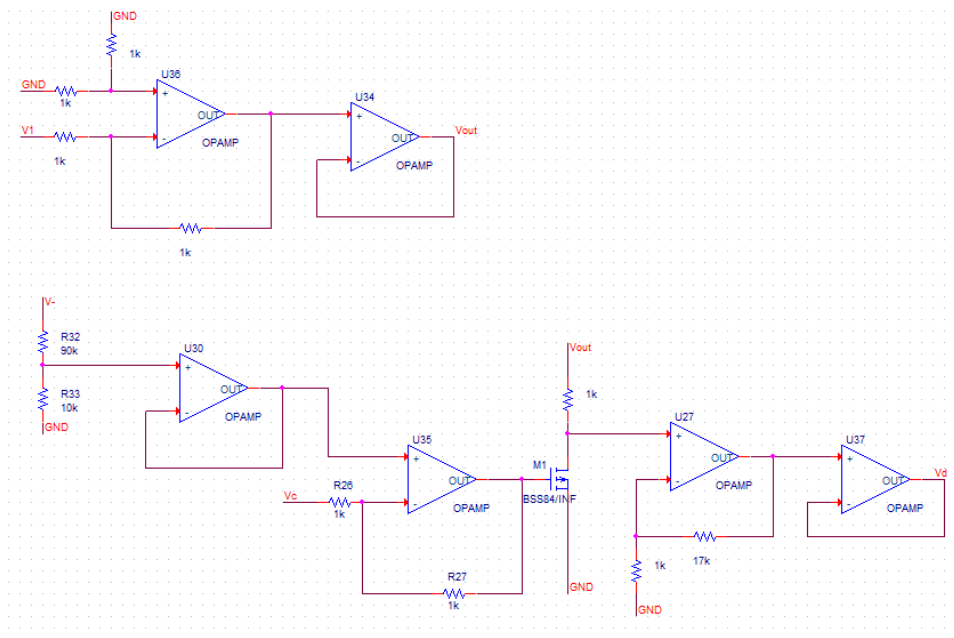 GND
1k
U36
GND
+
1k
OUT
V1
-
OPAMP
1k
1k
U34
+
OUT
Vout
-
OPAMP
V-
R32
90k
U30
+
R33
10k
OUT
-
OPAMP
GND
U35
+
OUT
R26
Vc
-
OPAMP
1k
R27
1k
Vout
1k
M1
BSS84/INF
GND
U27
+
OUT
-
OPAMP
1k
17k
GND
U37
+
Vd
OUT
-
OPAMP